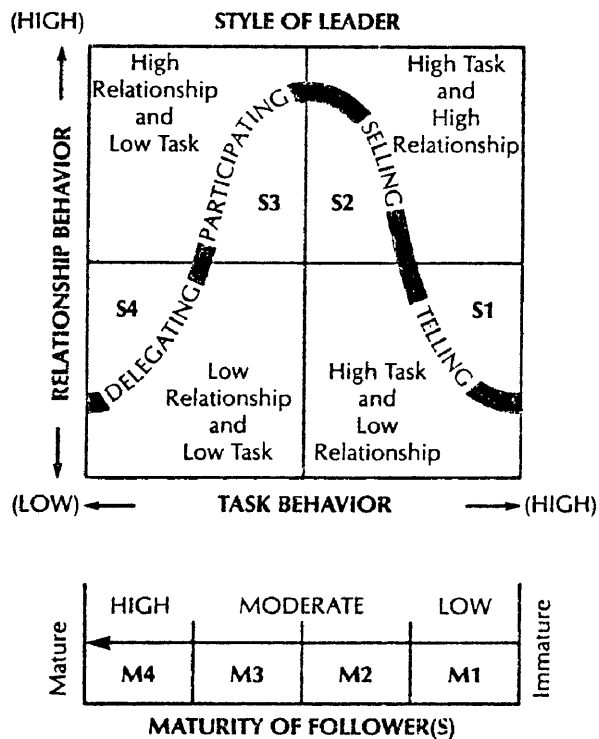 (HIGH)
STYLE OF LEADER
High
Relationship
and
Low Task
High Task
and
High
Relationship
PARTICIPATING
SELLING
S3
S2
RELATIONSHIP BEHAVIOR
S4
S1
DELEGATING
TELLING
Low
Relationship
and
Low Task
High Task
and
Low
Relationship
(LOW)
TASK BEHAVIOR
(HIGH)
Mature
HIGH
MODERATE
LOW
Immature
M4
M3
M2
M1
MATURITY OF FOLLOWER(S)